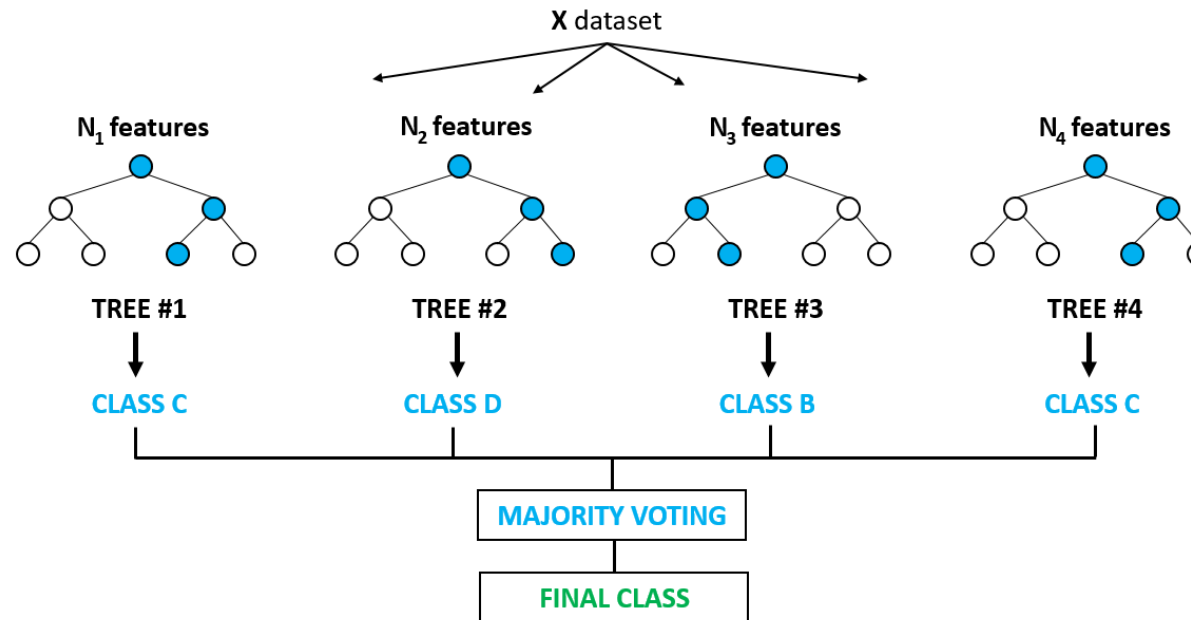 X dataset
N₁ features
N₂ features
N₃ features
N₄ features
TREE #1
TREE #2
TREE #3
TREE #4
CLASS C
CLASS D
CLASS B
CLASS C
MAJORITY VOTING
FINAL CLASS